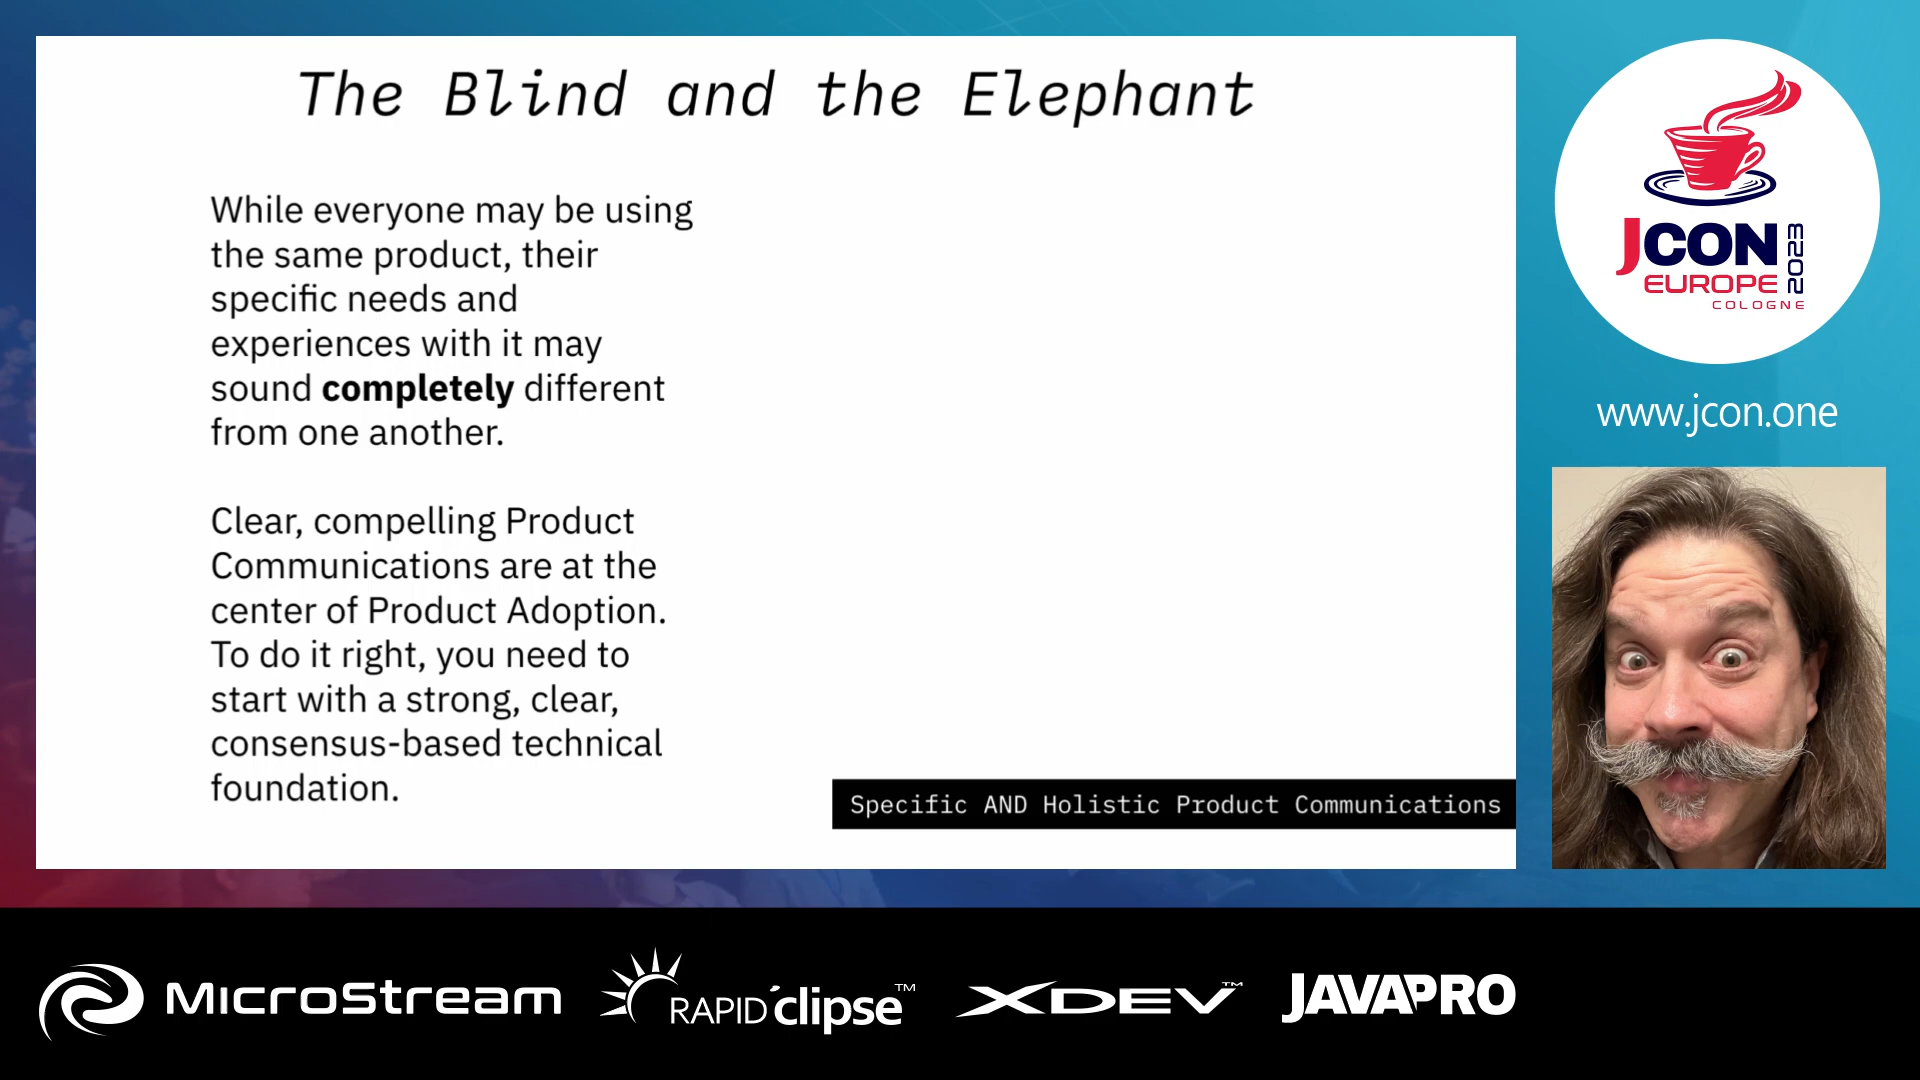 The Blind and the Elephant
While everyone may be using
the same product, their
specific needs and
experiences with it may
sound completely different
from one another.
Clear, compelling Product
Communications are at the
center of Product Adoption.
To do it right, you need to
start with a strong, clear,
consensus-based technical
foundation.
Specific AND Holistic Product Communications
JCON
EUROPE
2023
COLOGNE
www.jcon.one
MicroStream
RAPID'clipse™
XDEV™
JAVAPRO